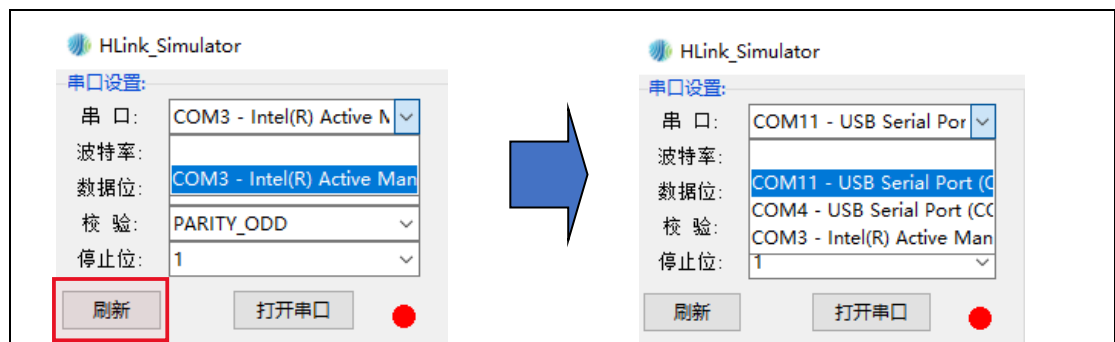 HLink_Simulator
串口设置:
串 口:
COM3 - Intel(R) Active M
波特率:
COM3 - Intel(R) Active Man
数据位:
校 验:
PARITY_ODD
停止位:
1
刷新
打开串口
HLink_Simulator
串口设置:
串 口:
COM11 - USB Serial Por
波特率:
COM11 - USB Serial Port (C
数据位:
COM4 - USB Serial Port (CO
校 验:
COM3 - Intel(R) Active Man
停止位:
1
刷新
打开串口